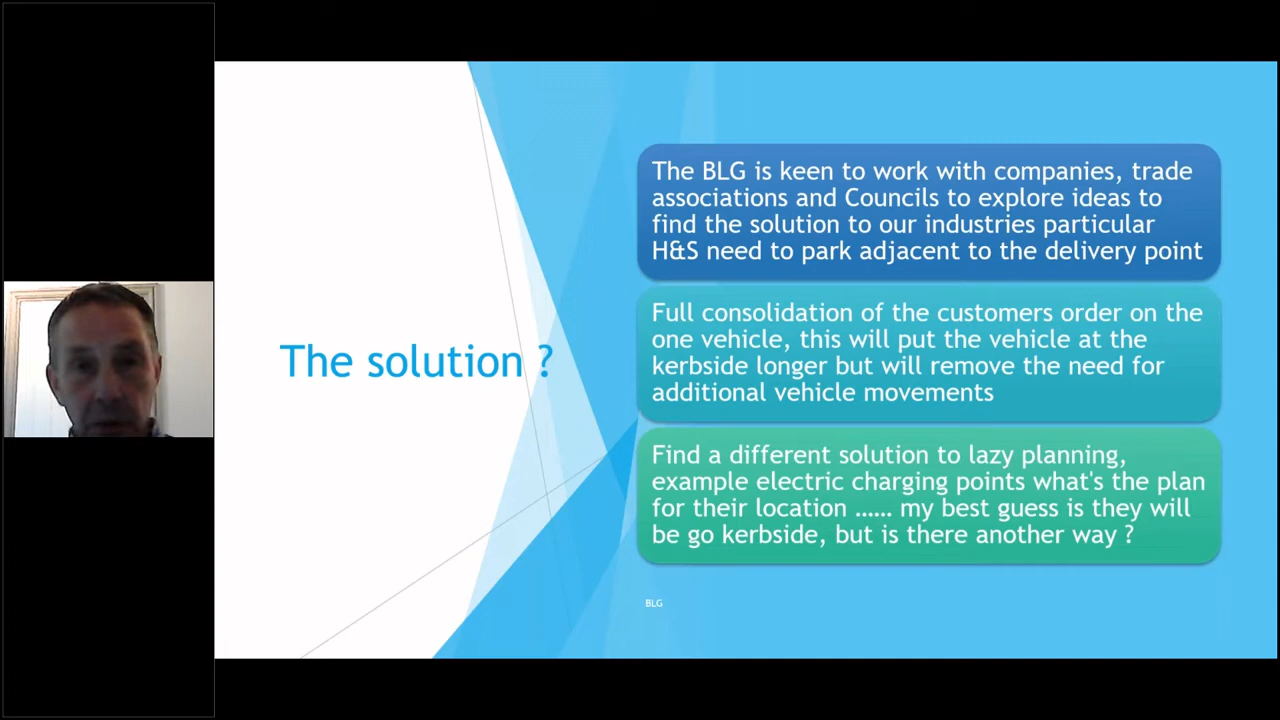 The solution ?
The BLG is keen to work with companies, trade
associations and Councils to explore ideas to
find the solution to our industries particular
H&S need to park adjacent to the delivery point
Full consolidation of the customers order on the
one vehicle, this will put the vehicle at the
kerbside longer but will remove the need for
additional vehicle movements
Find a different solution to lazy planning,
example electric charging points what's the plan
for their location …… my best guess is they will
be go kerbside, but is there another way ?
BLG